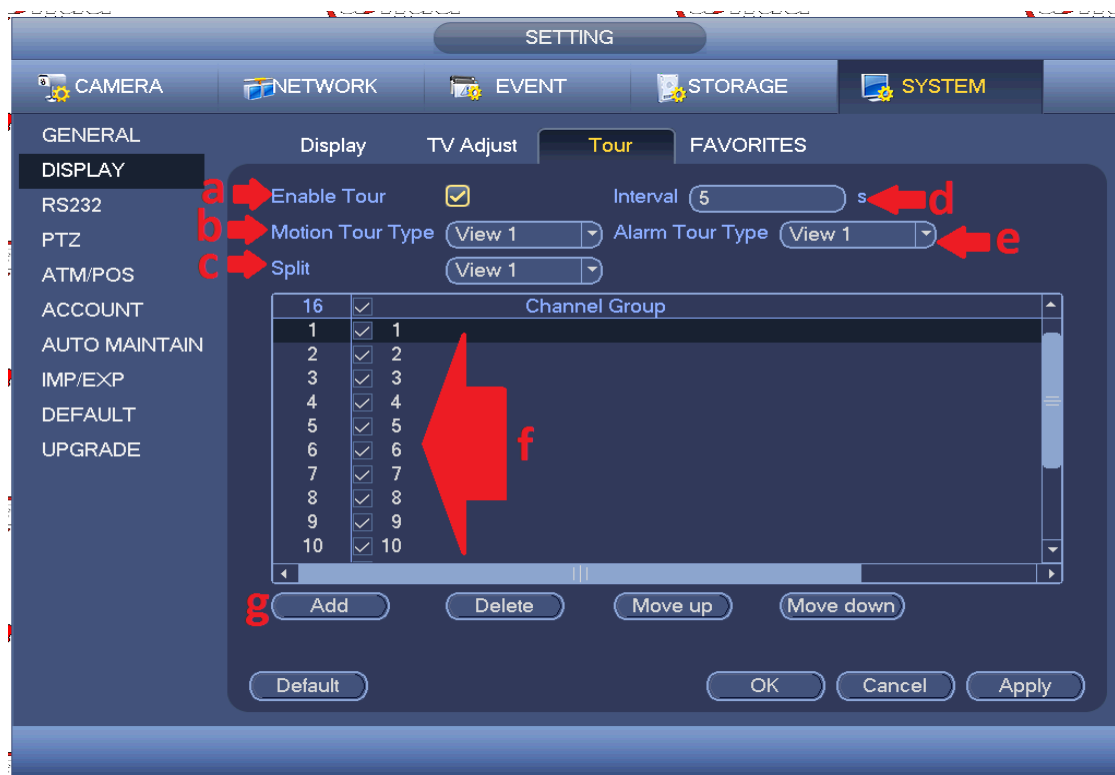 SETTING
CAMERA NETWORK EVENT STORAGE SYSTEM
GENERAL
DISPLAY
RS232
PTZ
ATM/POS
ACCOUNT
AUTO MAINTAIN
IMP/EXP
DEFAULT
UPGRADE
Display TV Adjust Tour FAVORITES
a Enable Tour Interval 5 s d
b Motion Tour Type View 1 Alarm Tour Type View 1 e
c Split View 1
16 Channel Group
1 1
2 2
3 3
4 4
5 5
6 6
7 7
8 8
9 9
10 10
f
g Add Delete Move up Move down
Default OK Cancel Apply